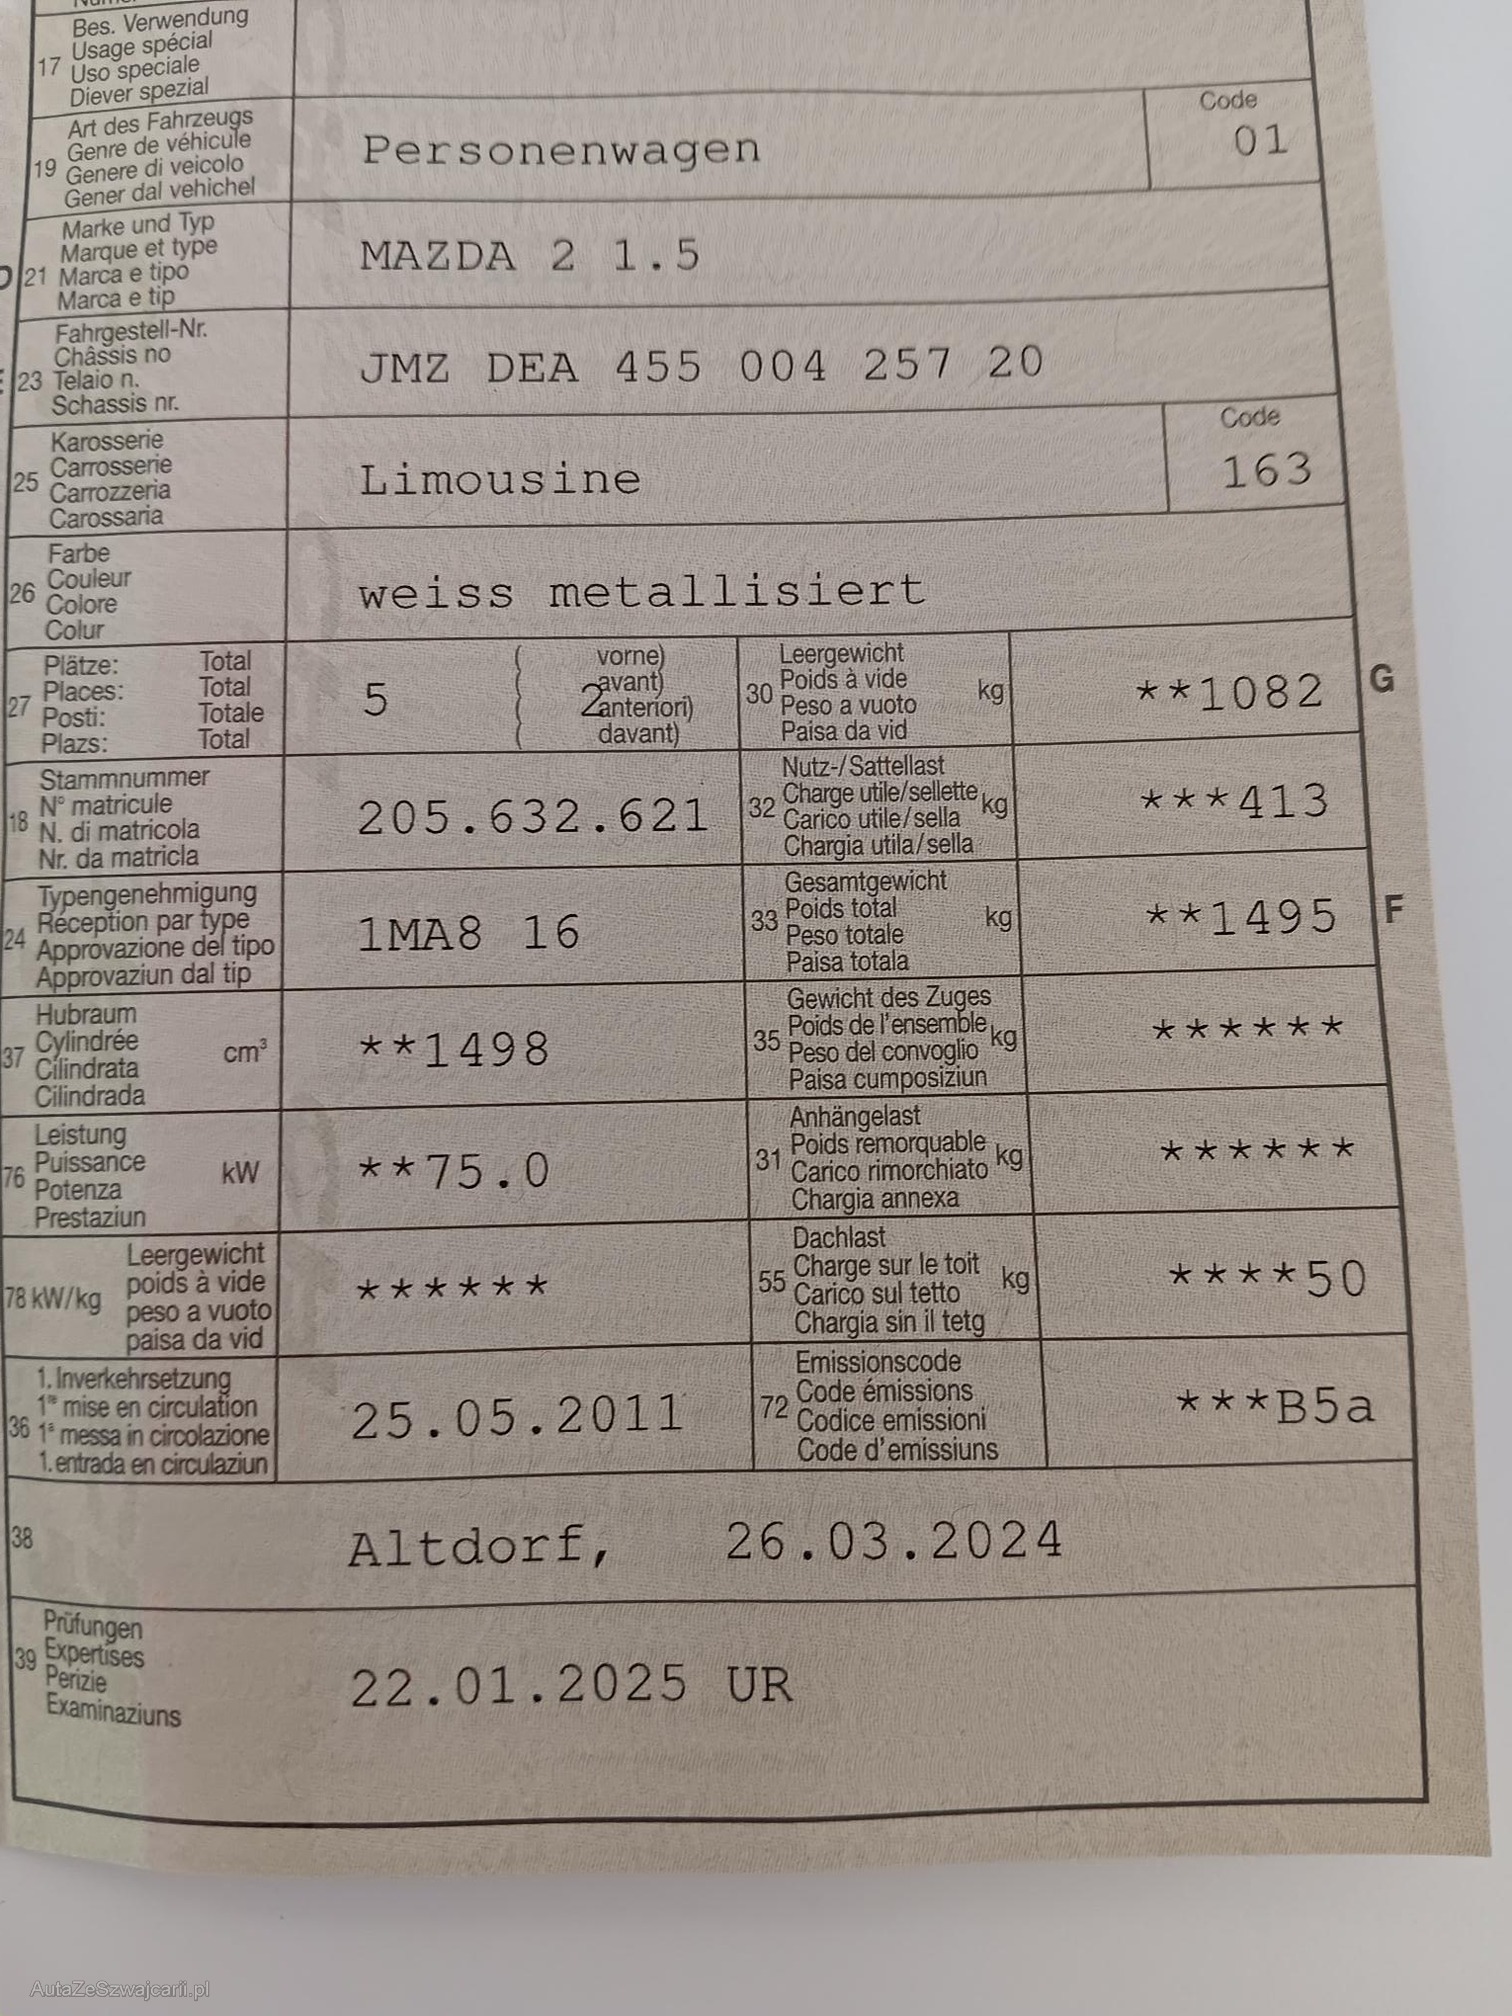 17 Bes. Verwendung
Usage spécial
Uso speciale
Diever spezial
19 Art des Fahrzeugs
Genre de véhicule
Genere di veicolo
Gener dal vehichel
Personenwagen
Code
01
21 Marke und Typ
Marque et type
Marca e tipo
Marca e tip
MAZDA 2 1.5
23 Fahrgestell-Nr.
Châssis no
Telaio n.
Schassis nr.
JMZ DEA 455 004 257 20
25 Karosserie
Carrosserie
Carrozzeria
Carossaria
Limousine
Code
163
26 Farbe
Couleur
Colore
Colur
weiss metallisiert
27 Plätze: Total
Places: Total
Posti: Totale
Plazs: Total
5
2
vorne)
avant)
anteriori)
davant)
30 Leergewicht
Poids à vide
Peso a vuoto
Paisa da vid
kg
**1082
G
18 Stammnummer
N° matricule
N. di matricola
Nr. da matricla
205.632.621
32 Nutz-/Sattellast
Charge utile/sellette
Carico utile/sella
Chargia utila/sella
kg
***413
24 Typengenehmigung
Réception par type
Approvazione del tipo
Approvaziun dal tip
1MA8 16
33 Gesamtgewicht
Poids total
Peso totale
Paisa totala
kg
**1495
F
37 Hubraum
Cylindrée
Cilindrata
Cilindrada
cm³
**1498
35 Gewicht des Zuges
Poids de l'ensemble
Peso del convoglio
Paisa cumposiziun
kg
******
76 Leistung
Puissance
Potenza
Prestaziun
kW
**75.0
31 Anhängelast
Poids remorquable
Carico rimorchiato
Chargia annexa
kg
******
78 kW/kg
Leergewicht
poids à vide
peso a vuoto
paisa da vid
******
55 Dachlast
Charge sur le toit
Carico sul tetto
Chargia sin il tetg
kg
****50
36 1. Inverkehrsetzung
1re mise en circulation
1a messa in circolazione
1. entrada en circulaziun
25.05.2011
72 Emissionscode
Code émissions
Codice emissioni
Code d'emissiuns
***B5a
38
Altdorf, 26.03.2024
39 Prüfungen
Expertises
Perizie
Examinaziuns
22.01.2025 UR
AutaZeSzwajcarii.pl